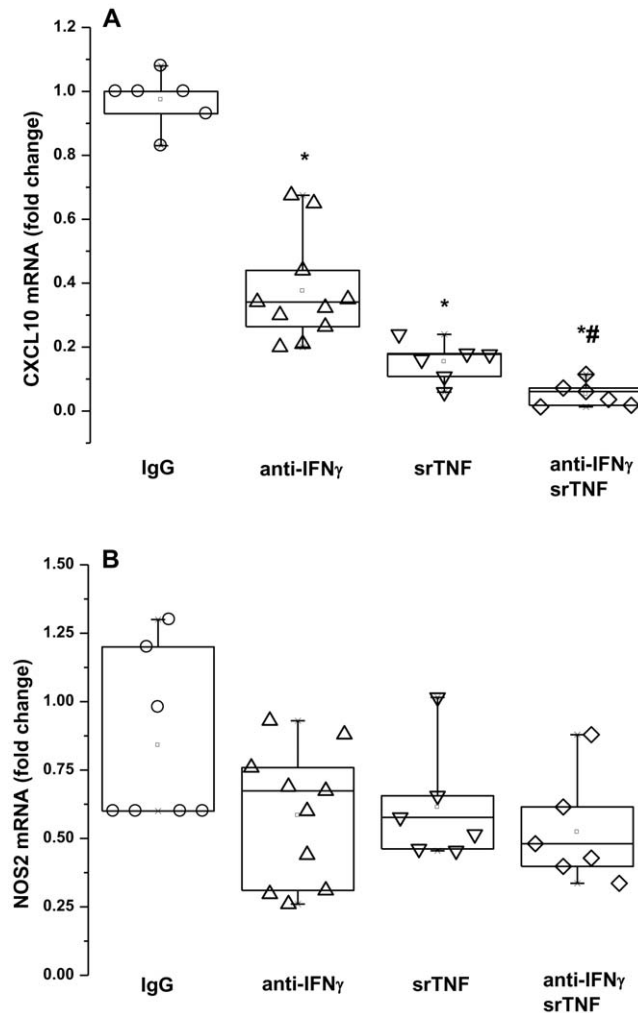 A
CXCL10 mRNA (fold change)
1.2
1.0
0.8
0.6
0.4
0.2
0.0
*
*
*#
IgG
anti-IFNγ
srTNF
anti-IFNγ
srTNF
B
NOS2 mRNA (fold change)
1.50
1.25
1.00
0.75
0.50
0.25
0.00
IgG
anti-IFNγ
srTNF
anti-IFNγ
srTNF